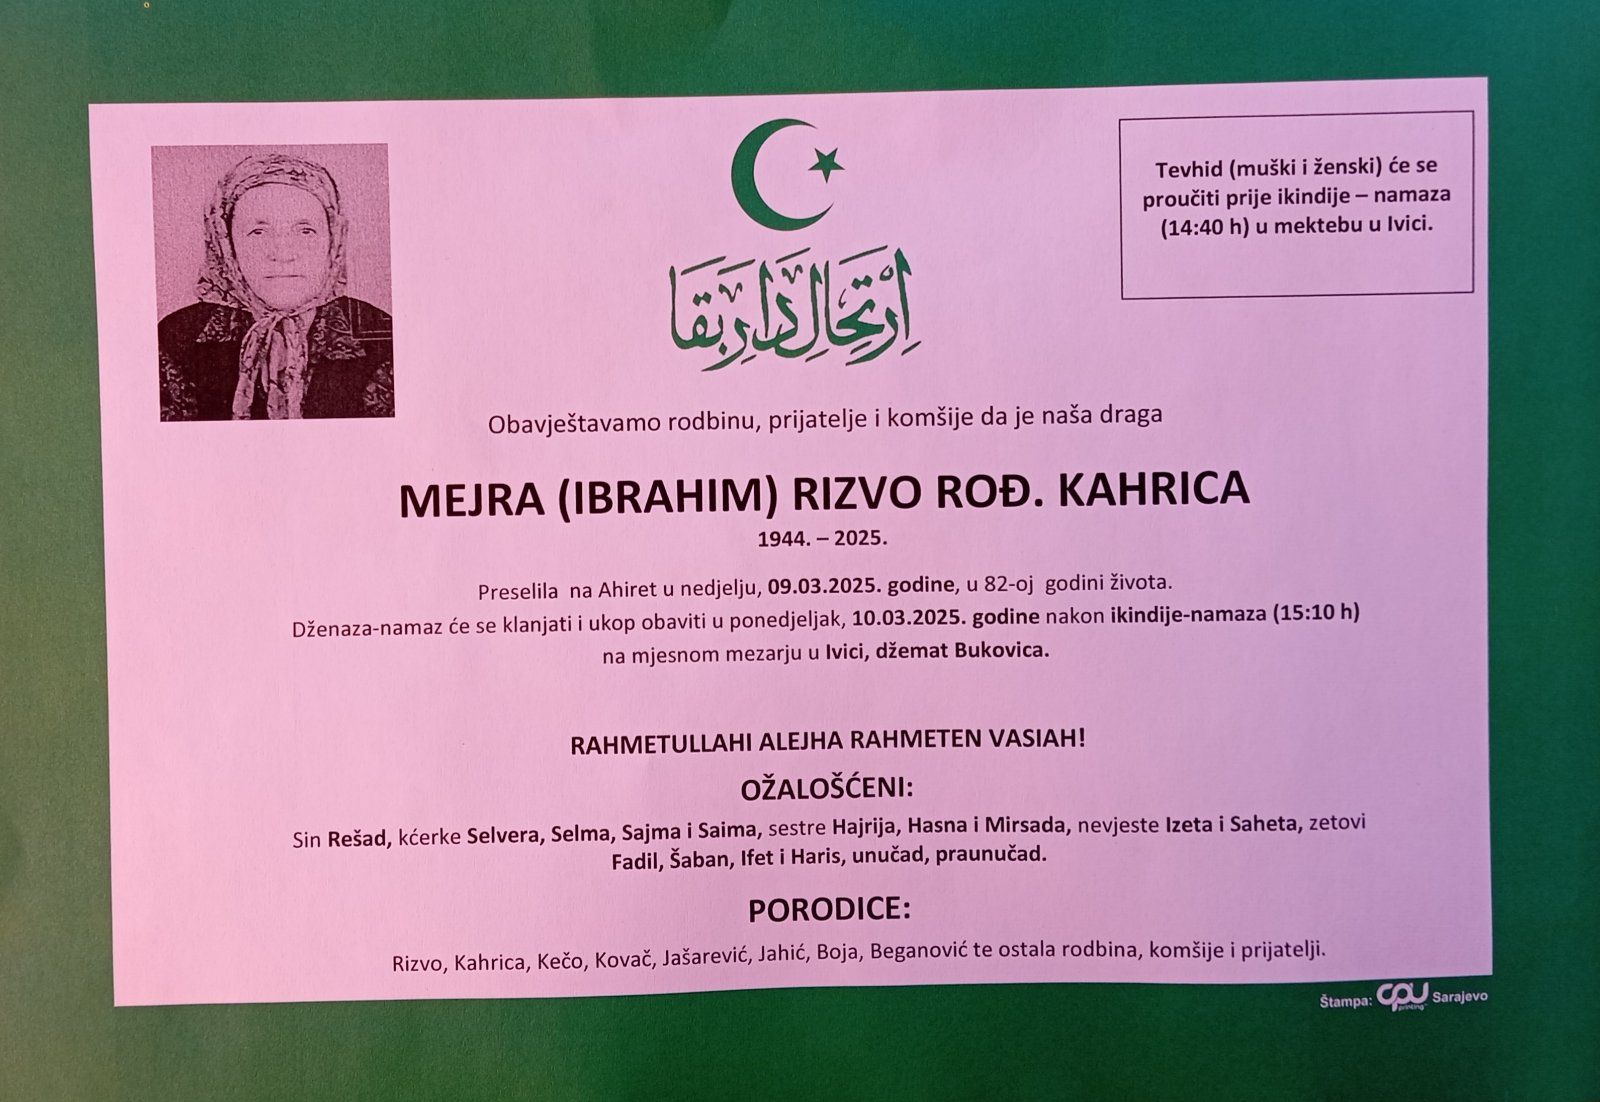 Tevhid (muški i ženski) će se
proučiti prije ikindije – namaza
(14:40 h) u mektebu u Ivici.
اِرْتِحَالِ دَارِ بَقَا
Obavještavamo rodbinu, prijatelje i komšije da je naša draga
MEJRA (IBRAHIM) RIZVO ROĐ. KAHRICA
1944. – 2025.
Preselila na Ahiret u nedjelju, 09.03.2025. godine, u 82-oj godini života.
Dženaza-namaz će se klanjati i ukop obaviti u ponedjeljak, 10.03.2025. godine nakon ikindije-namaza (15:10 h)
na mjesnom mezarju u Ivici, džemat Bukovica.
RAHMETULLAHI ALEJHA RAHMETEN VASIAH!
OŽALOŠĆENI:
Sin Rešad, kćerke Selvera, Selma, Sajma i Saima, sestre Hajrija, Hasna i Mirsada, nevjeste Izeta i Saheta, zetovi
Fadil, Šaban, Ifet i Haris, unučad, praunučad.
PORODICE:
Rizvo, Kahrica, Kečo, Kovač, Jašarević, Jahić, Boja, Beganović te ostala rodbina, komšije i prijatelji.
Štampa: CPU printing Sarajevo